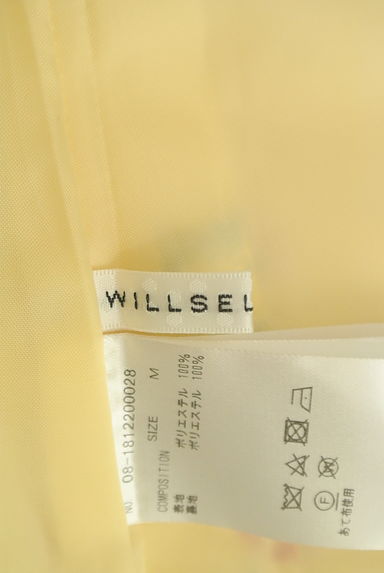 WILLSEL
NO 08-1812200028
SIZE M
COMPOSITION
表地 ポリエステル 100%
裏地 ポリエステル 100%
F
あて布使用